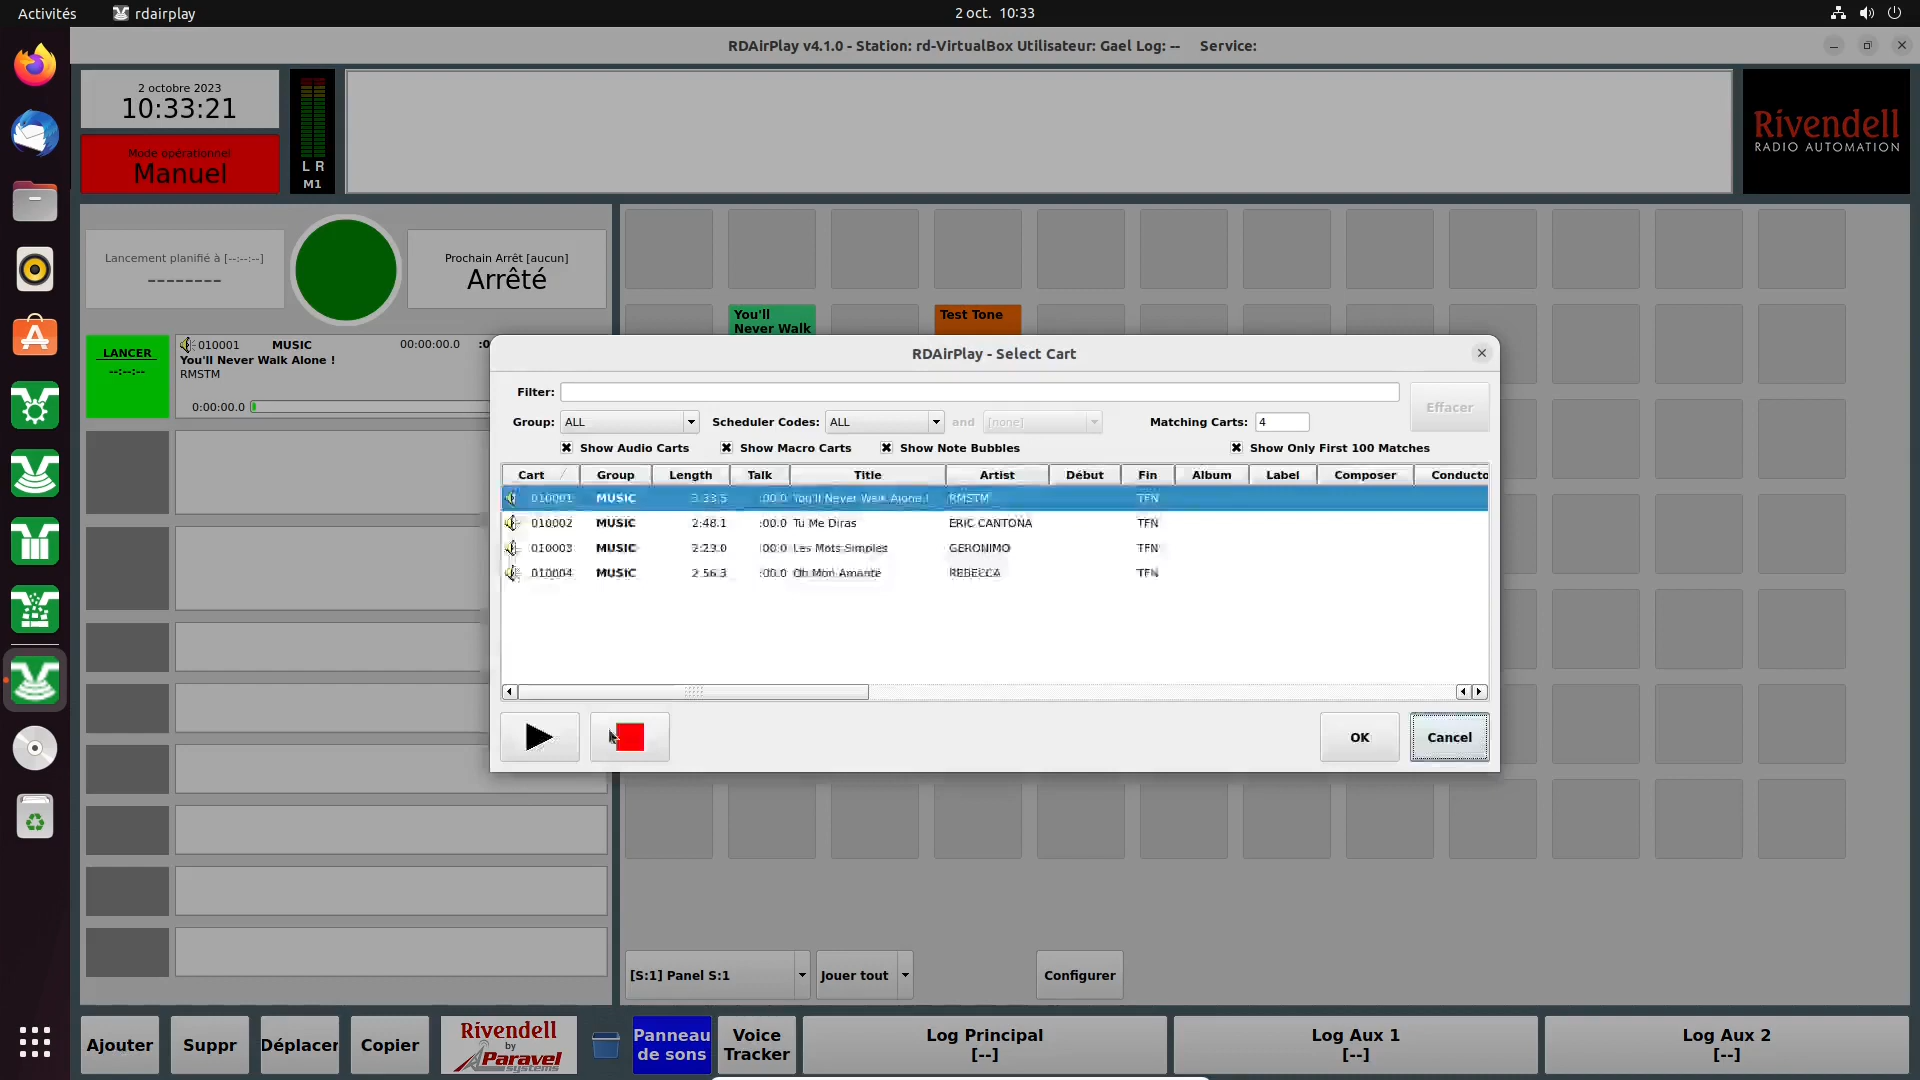 Activités
rdairplay
2 oct. 10:33
RDAirPlay v4.1.0 - Station: rd-VirtualBox Utilisateur: Gael Log: -- Service:
2 octobre 2023
10:33:21
Mode opérationnel
Manuel
L R
M1
Rivendell
RADIO AUTOMATION
Lancement planifié à [--:--:--]
--------
Prochain Arrêt [aucun]
Arrêté
You'll
Never Walk
Test Tone
LANCER
--:--:--
010001 MUSIC 00:00:00.0 :0
You'll Never Walk Alone !
RMSTM
0:00:00.0
RDAirPlay - Select Cart
Filter:
Effacer
Group: ALL Scheduler Codes: ALL and [none] Matching Carts: 4
Show Audio Carts Show Macro Carts Show Note Bubbles Show Only First 100 Matches
Cart Group Length Talk Title Artist Début Fin Album Label Composer Conducto
010001 MUSIC 3:33.5 :00.0 You'll Never Walk Alone ! RMSTM TFN
010002 MUSIC 2:48.1 :00.0 Tu Me Diras ERIC CANTONA TFN
010003 MUSIC 2:29.0 :00.0 Les Mots Simples GERONIMO TFN
010004 MUSIC 2:56.3 :00.0 Oh Mon Amante REBECCA TFN
OK
Cancel
[S:1] Panel S:1
Jouer tout
Configurer
Ajouter
Suppr
Déplacer
Copier
Rivendell
by
Paravel
systems
Panneau
de sons
Voice
Tracker
Log Principal
[--]
Log Aux 1
[--]
Log Aux 2
[--]